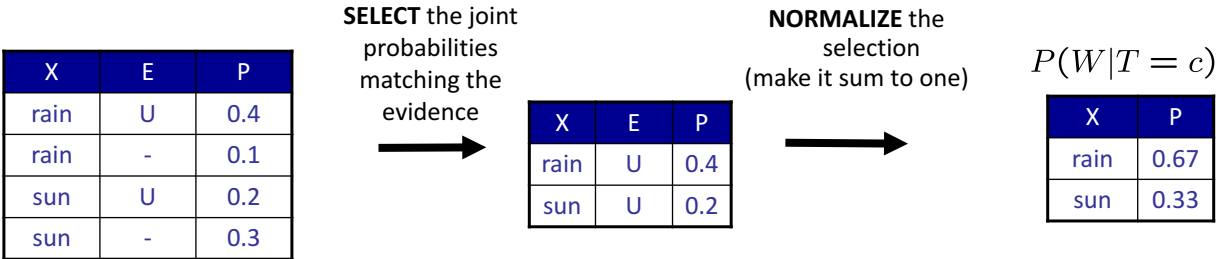 X E P
rain U 0.4
rain - 0.1
sun U 0.2
sun - 0.3
SELECT the joint
probabilities
matching the
evidence
X E P
rain U 0.4
sun U 0.2
NORMALIZE the
selection
(make it sum to one)
P(W|T = c)
X P
rain 0.67
sun 0.33